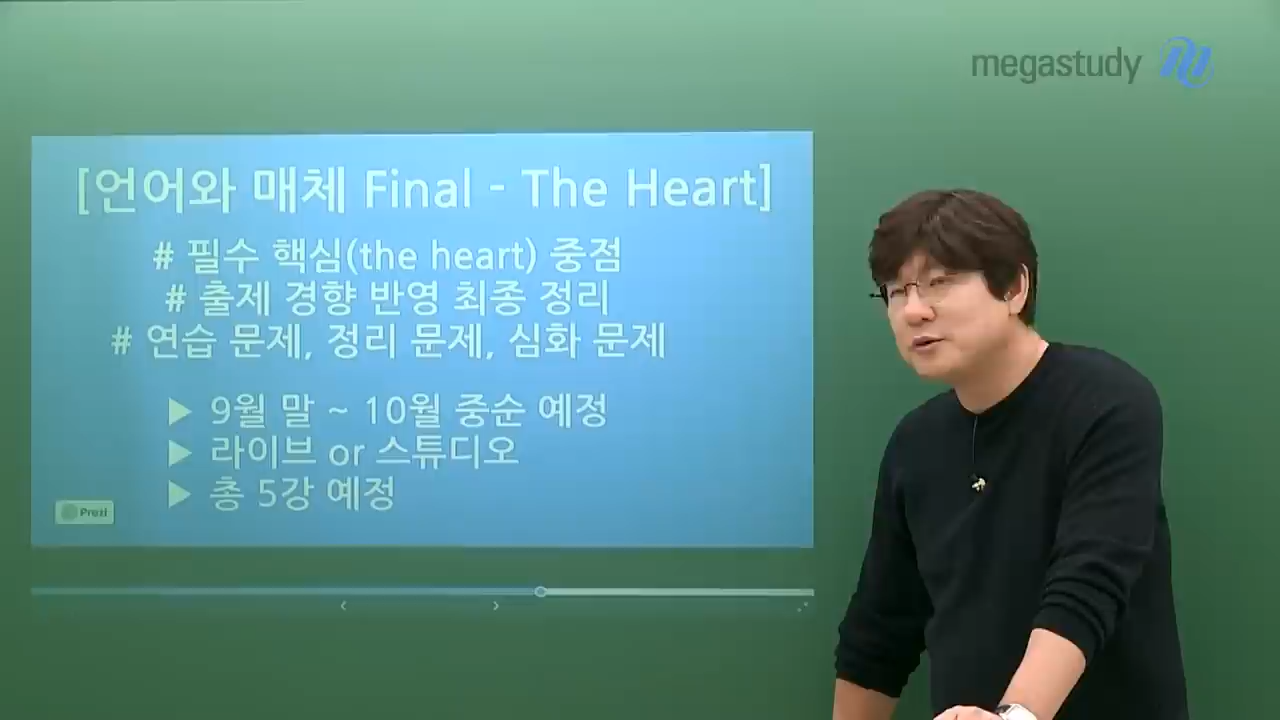 megastudy
[언어와 매체 Final - The Heart]
# 필수 핵심(the heart) 중점
# 출제 경향 반영 최종 정리
# 연습 문제, 정리 문제, 심화 문제
▶ 9월 말 ~ 10월 중순 예정
▶ 라이브 or 스튜디오
▶ 총 5강 예정
Prezi